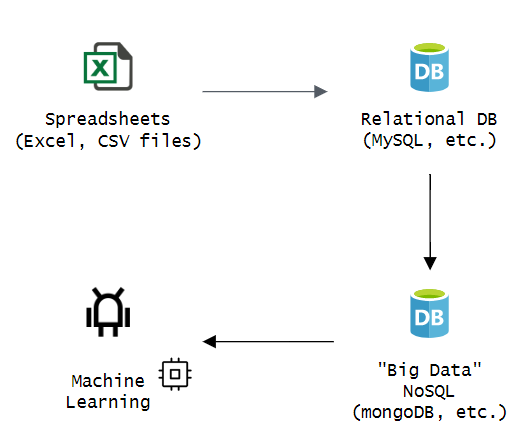 X
Spreadsheets
(Excel, CSV files)
DB
Relational DB
(MySQL, etc.)
Machine
Learning
DB
"Big Data"
NoSQL
(mongoDB, etc.)